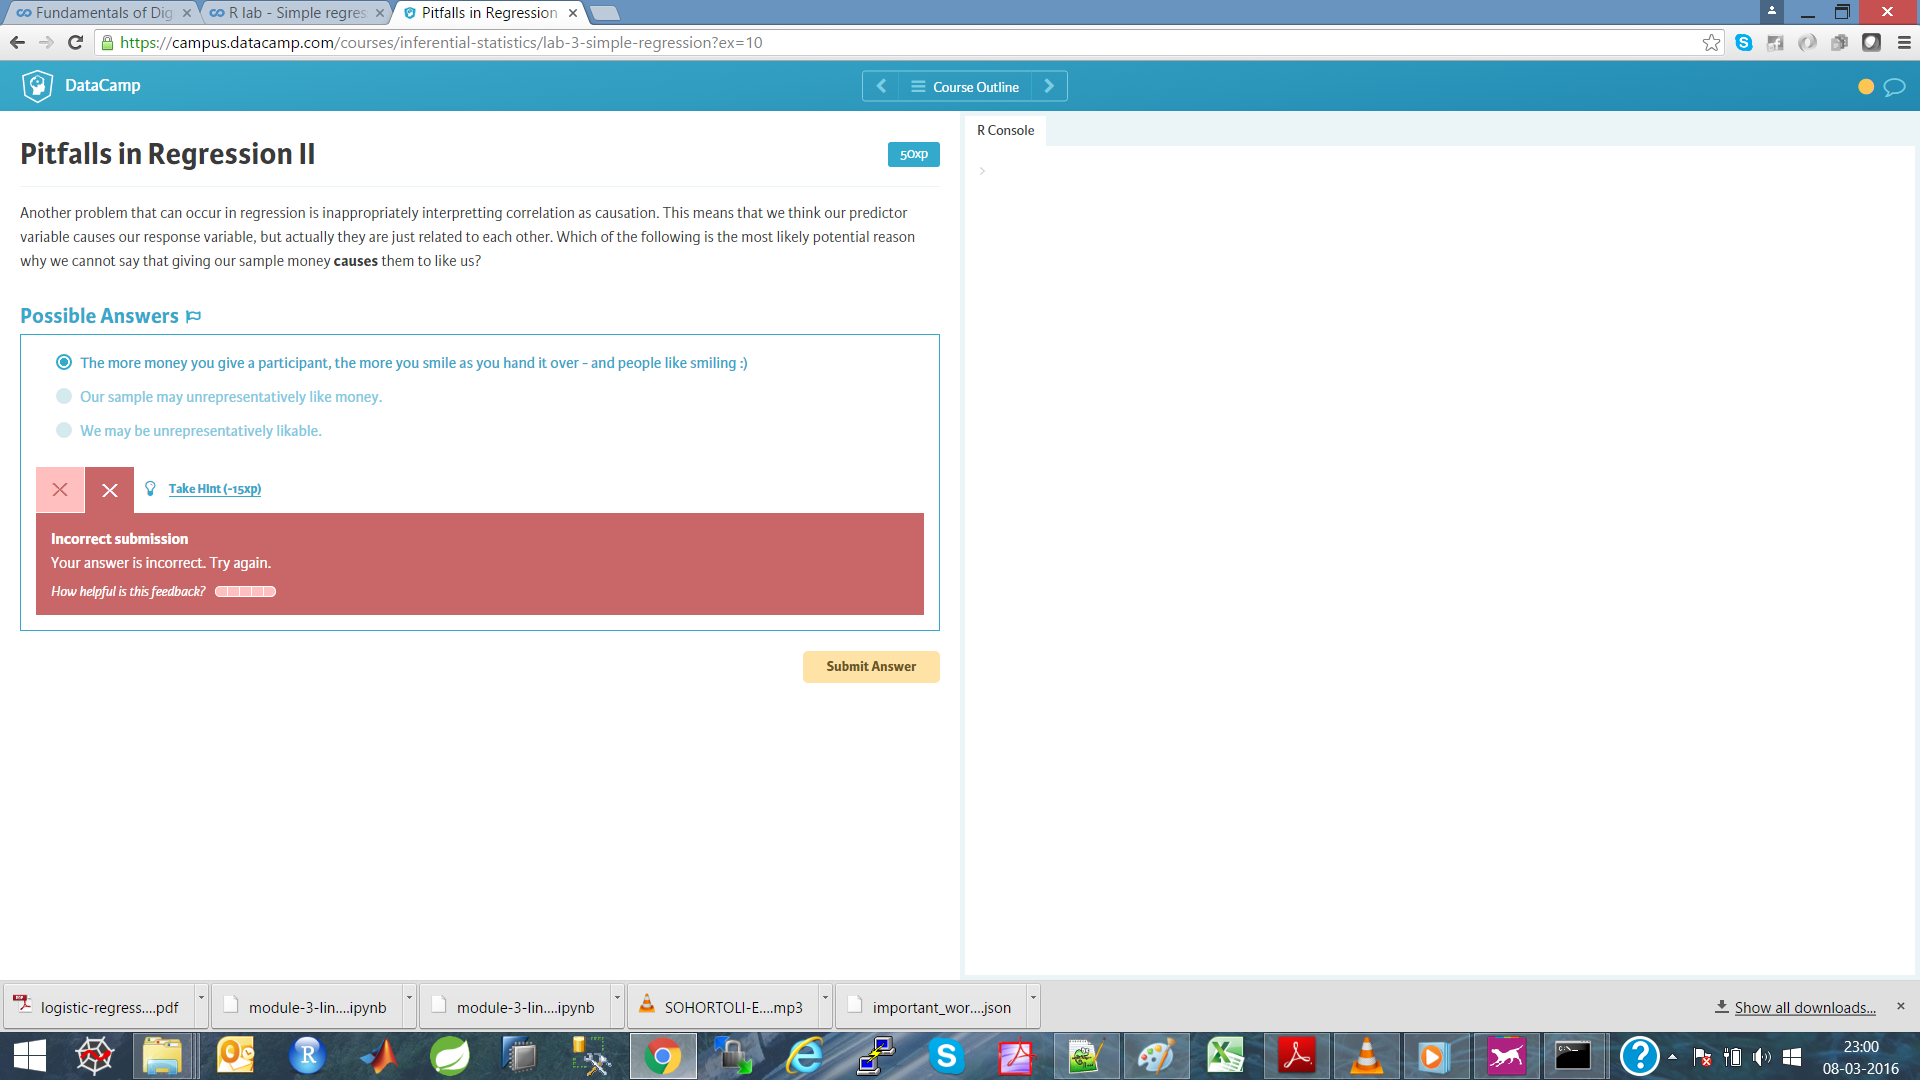 Fundamentals of Dig
R lab - Simple regres
Pitfalls in Regression
https://campus.datacamp.com/courses/inferential-statistics/lab-3-simple-regression?ex=10
DataCamp
Course Outline
Pitfalls in Regression II
50xp
Another problem that can occur in regression is inappropriately interpretting correlation as causation. This means that we think our predictor
variable causes our response variable, but actually they are just related to each other. Which of the following is the most likely potential reason
why we cannot say that giving our sample money causes them to like us?
Possible Answers
The more money you give a participant, the more you smile as you hand it over - and people like smiling :)
Our sample may unrepresentatively like money.
We may be unrepresentatively likable.
Take Hint (-15xp)
Incorrect submission
Your answer is incorrect. Try again.
How helpful is this feedback?
Submit Answer
R Console
>
logistic-regress....pdf
module-3-lin....ipynb
module-3-lin....ipynb
SOHORTOLI-E....mp3
important_wor....json
Show all downloads...
23:00
08-03-2016